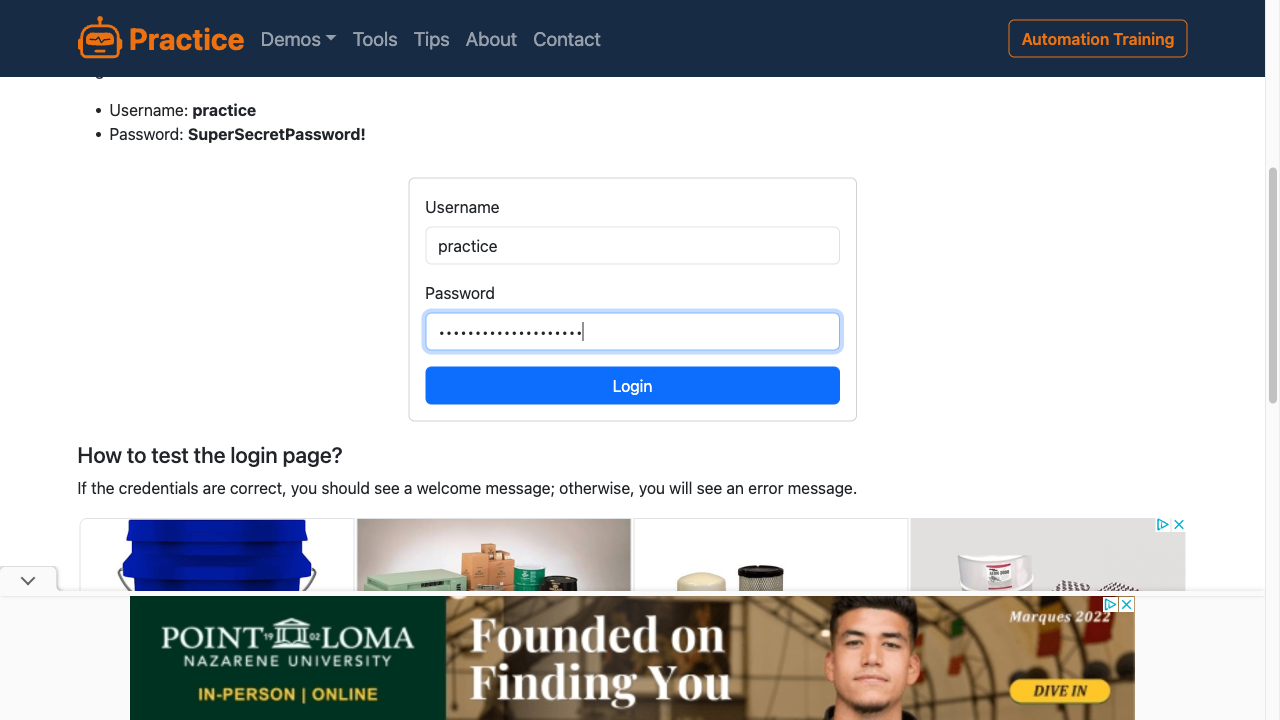 Practice
Demos
Tools
Tips
About
Contact
Automation Training
Username: practice
Password: SuperSecretPassword!
Username
practice
Password
••••••••••••••••••••
Login
How to test the login page?
If the credentials are correct, you should see a welcome message; otherwise, you will see an error message.
POINT LOMA
19 02
NAZARENE UNIVERSITY
IN-PERSON | ONLINE
Founded on
Finding You
Marques 2022
DIVE IN